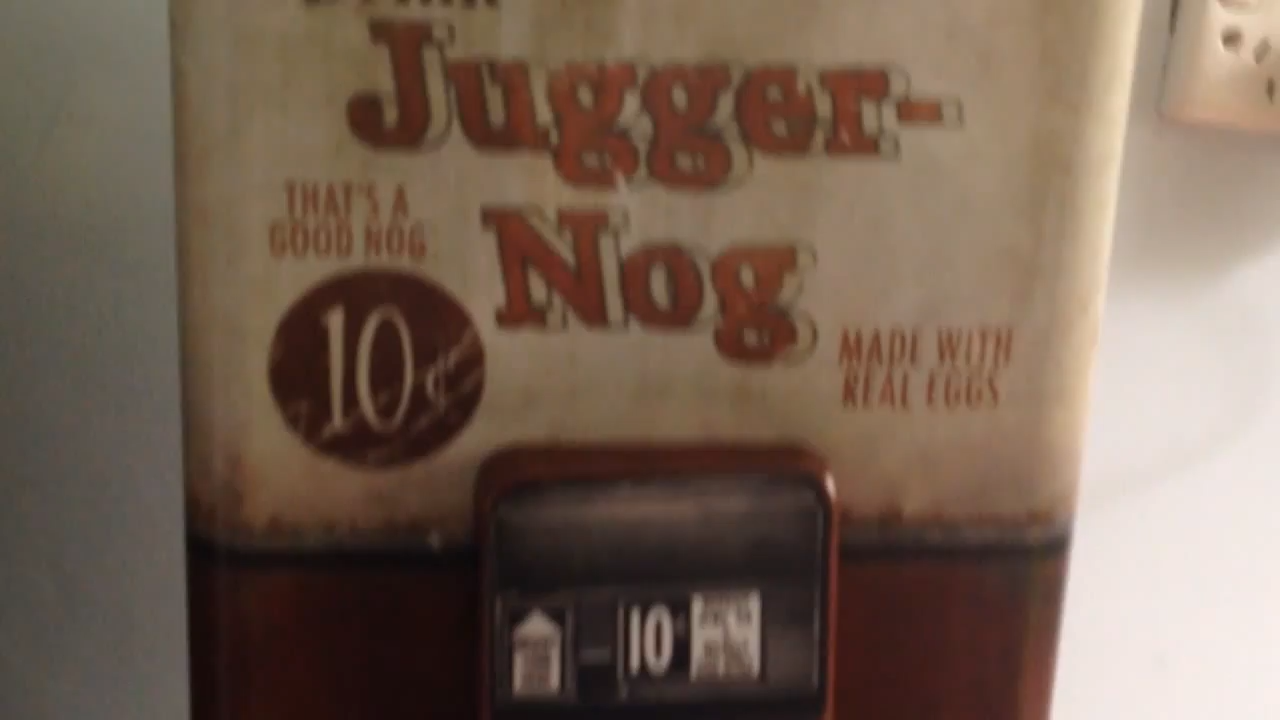 Jugger-
Nog
THAT'S A
GOOD NOG
10¢
MADE WITH
REAL EGGS
10¢